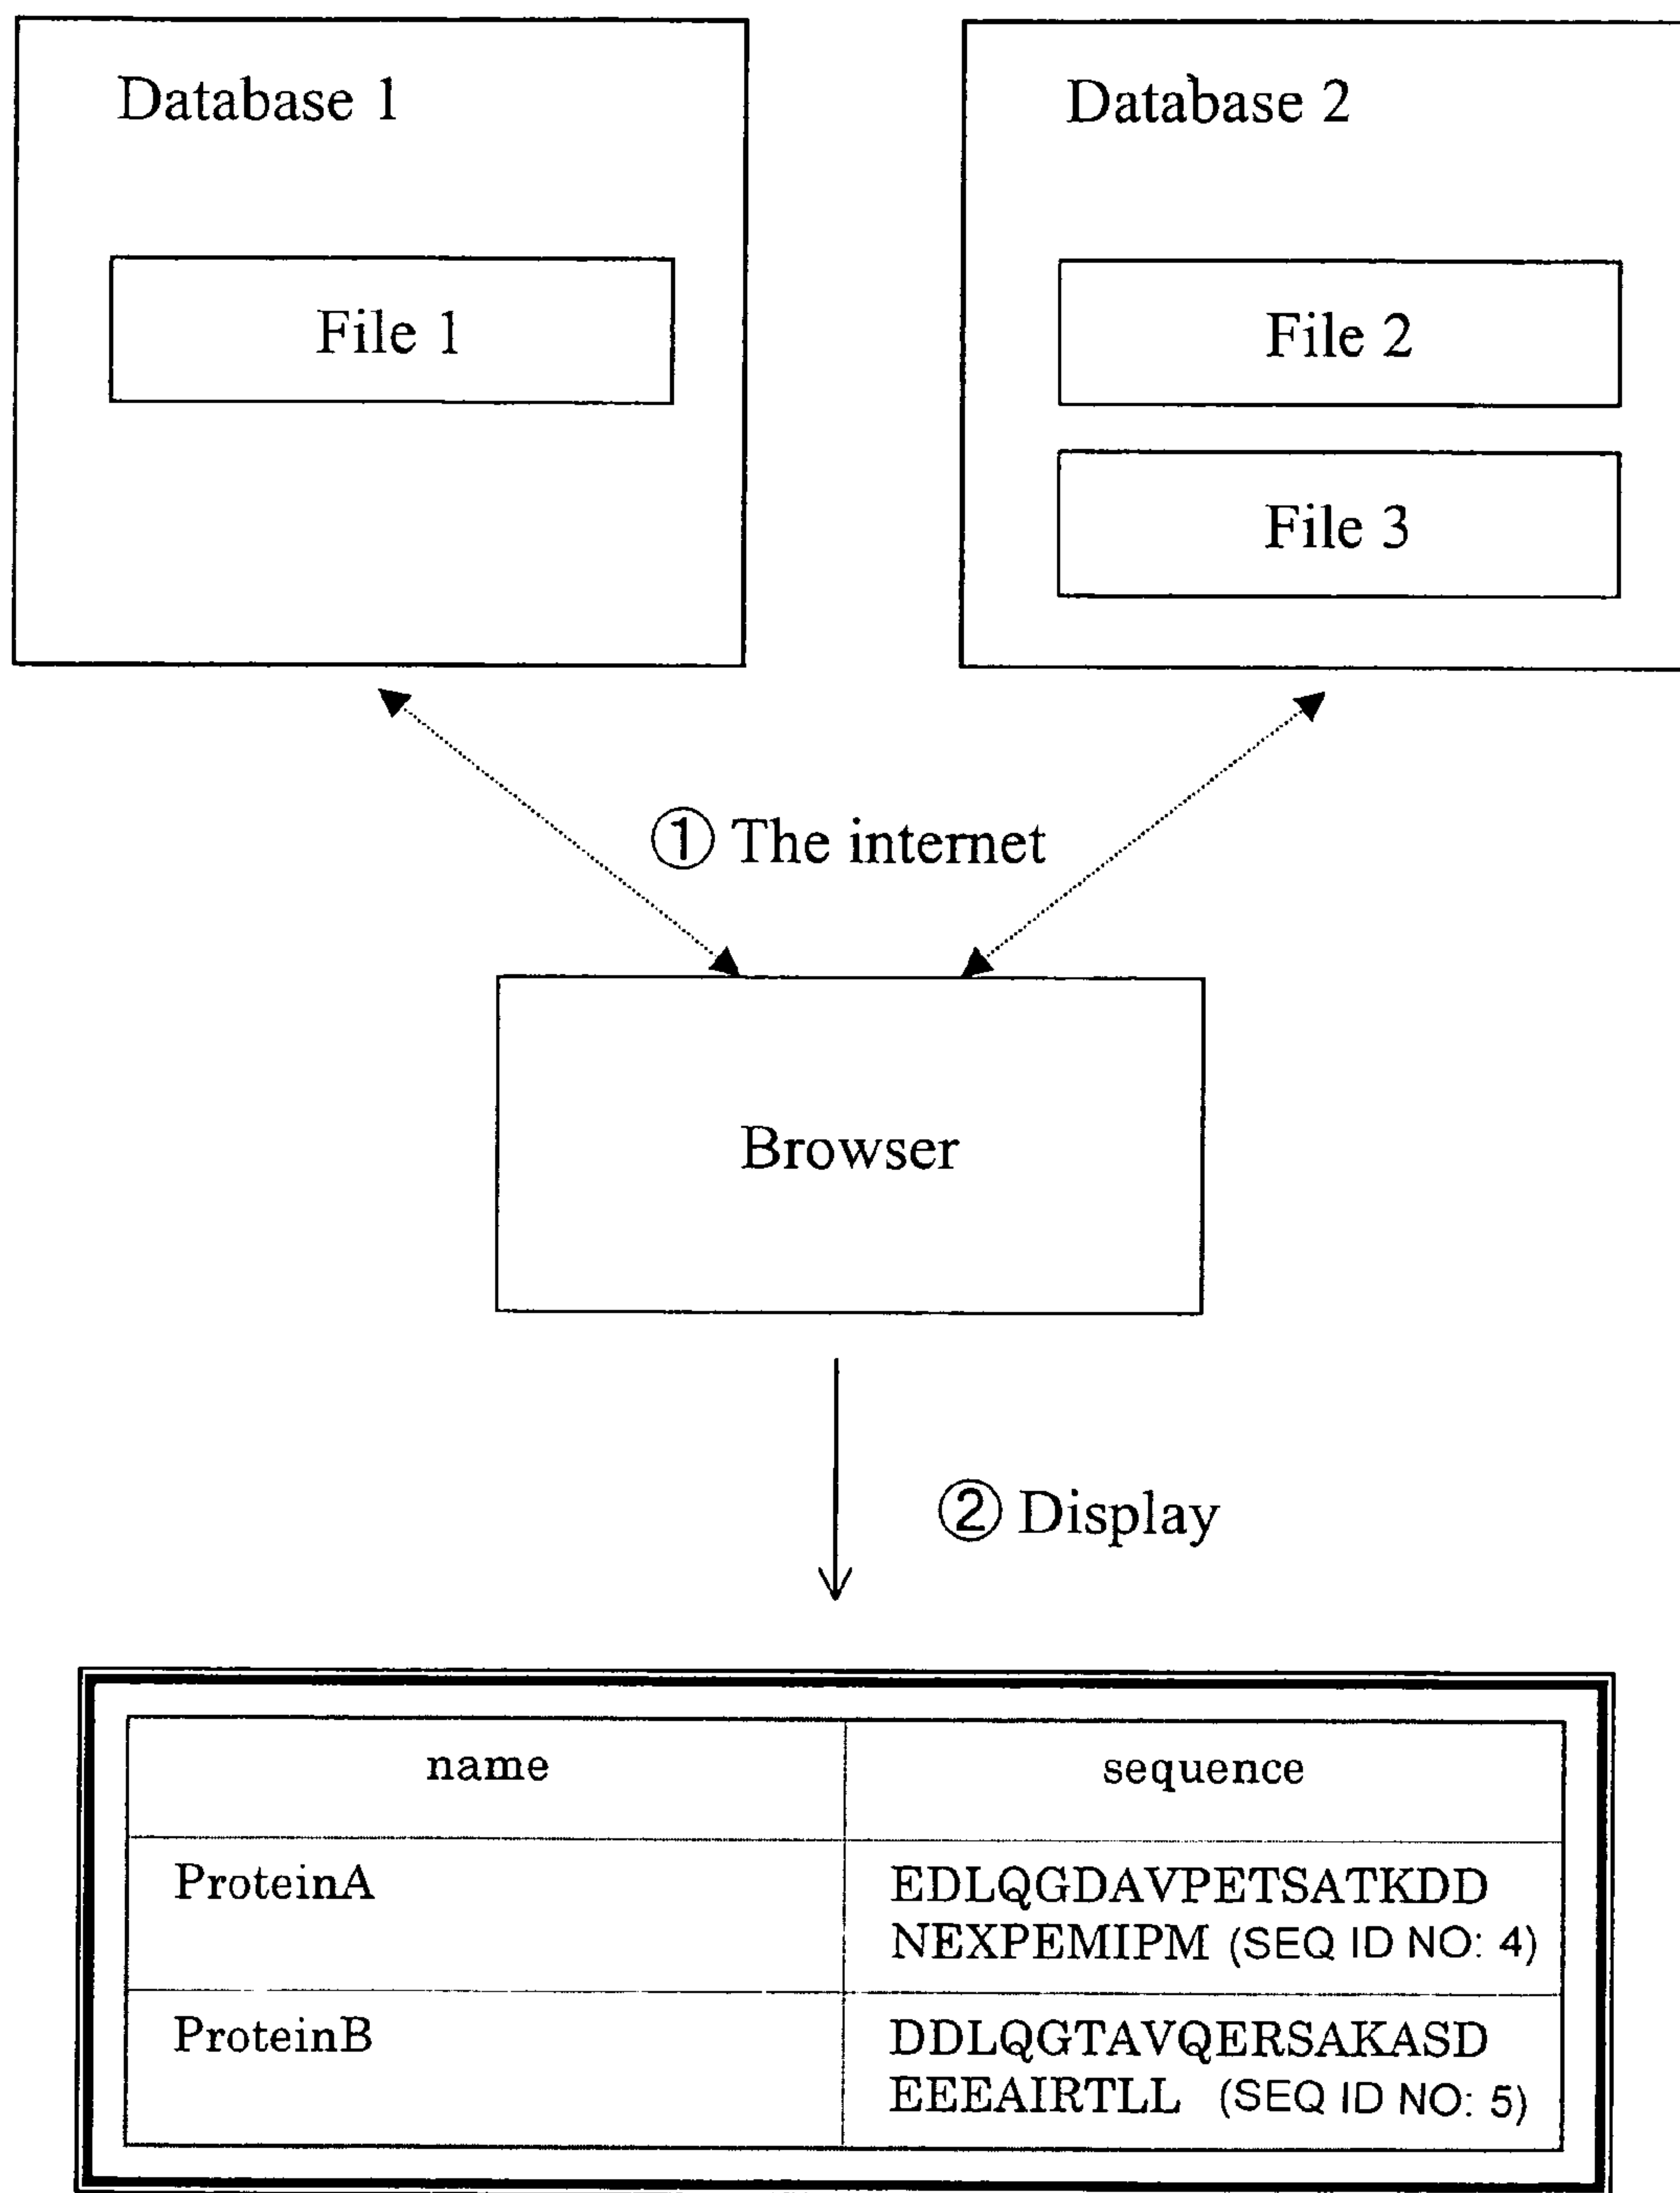 Database 1
Database 2
File 1
File 2
File 3
① The internet
Browser
② Display
name
sequence
ProteinA
EDLQGDAVPETSATKDD
NEXPEMIPM (SEQ ID NO: 4)
ProteinB
DDLQGTAVQERSAKASD
EEEAIRTLL (SEQ ID NO: 5)